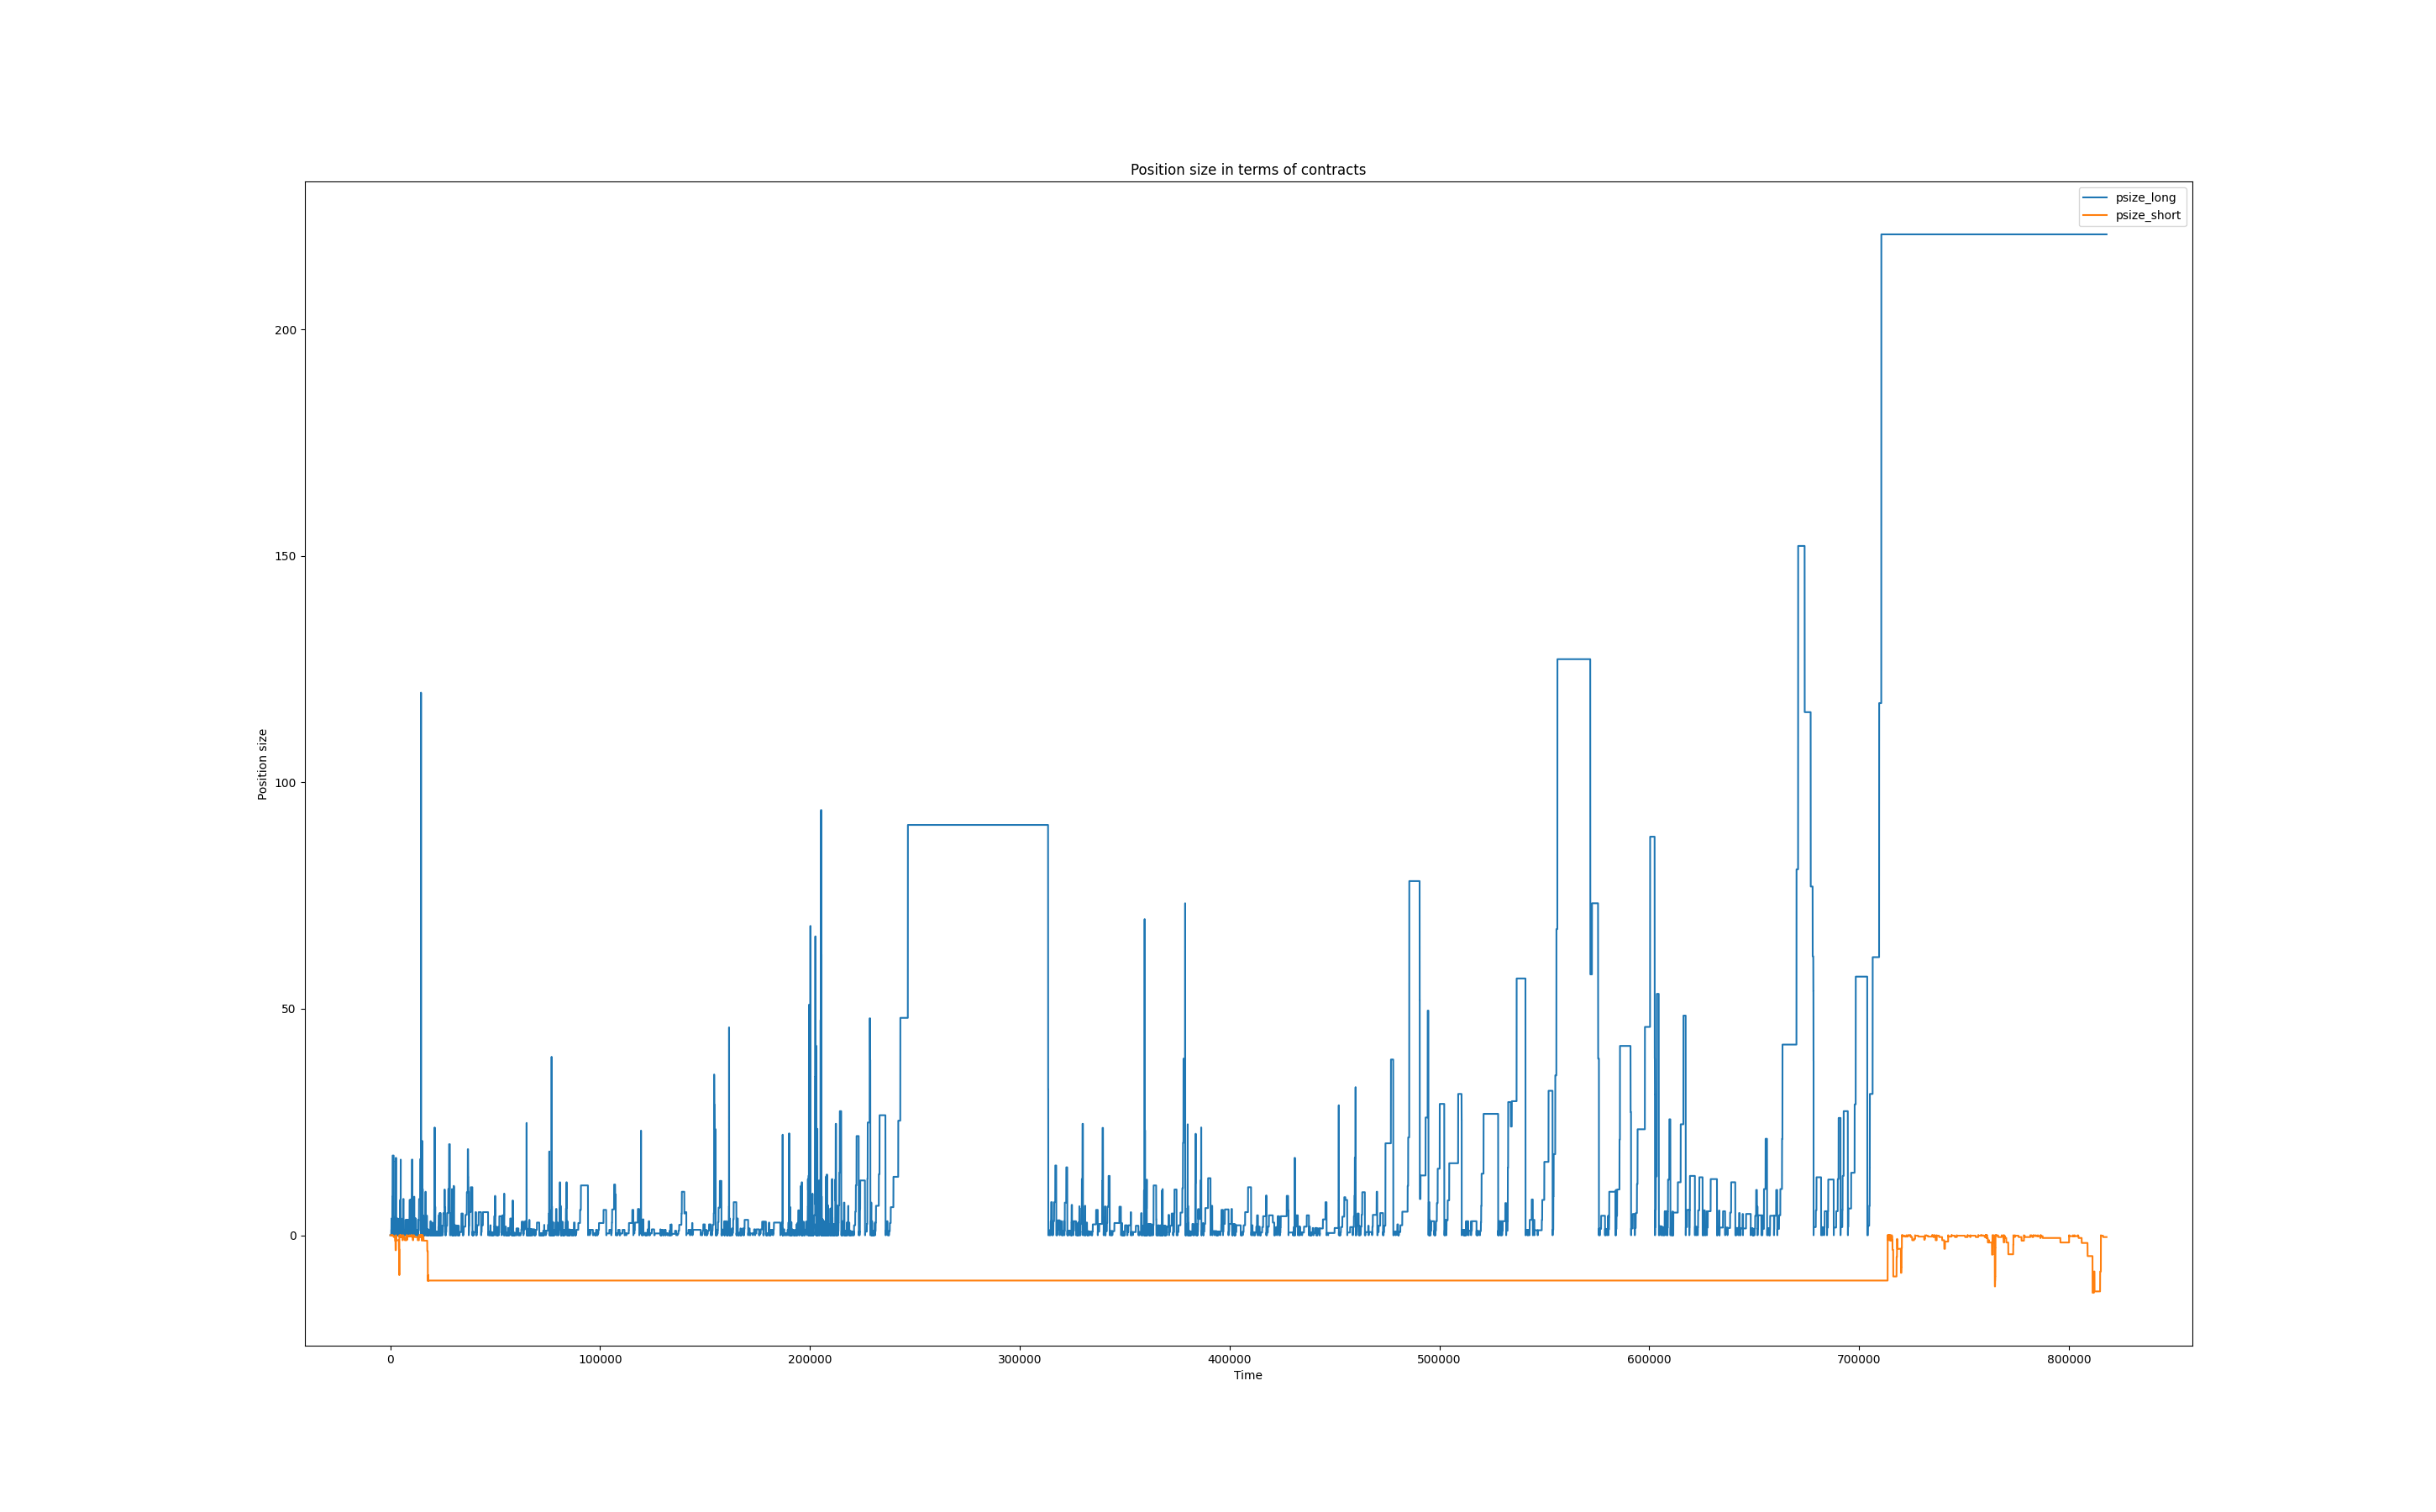 Position size in terms of contracts
psize_long
psize_short
200
150
100
50
0
Position size
0 100000 200000 300000 400000 500000 600000 700000 800000
Time